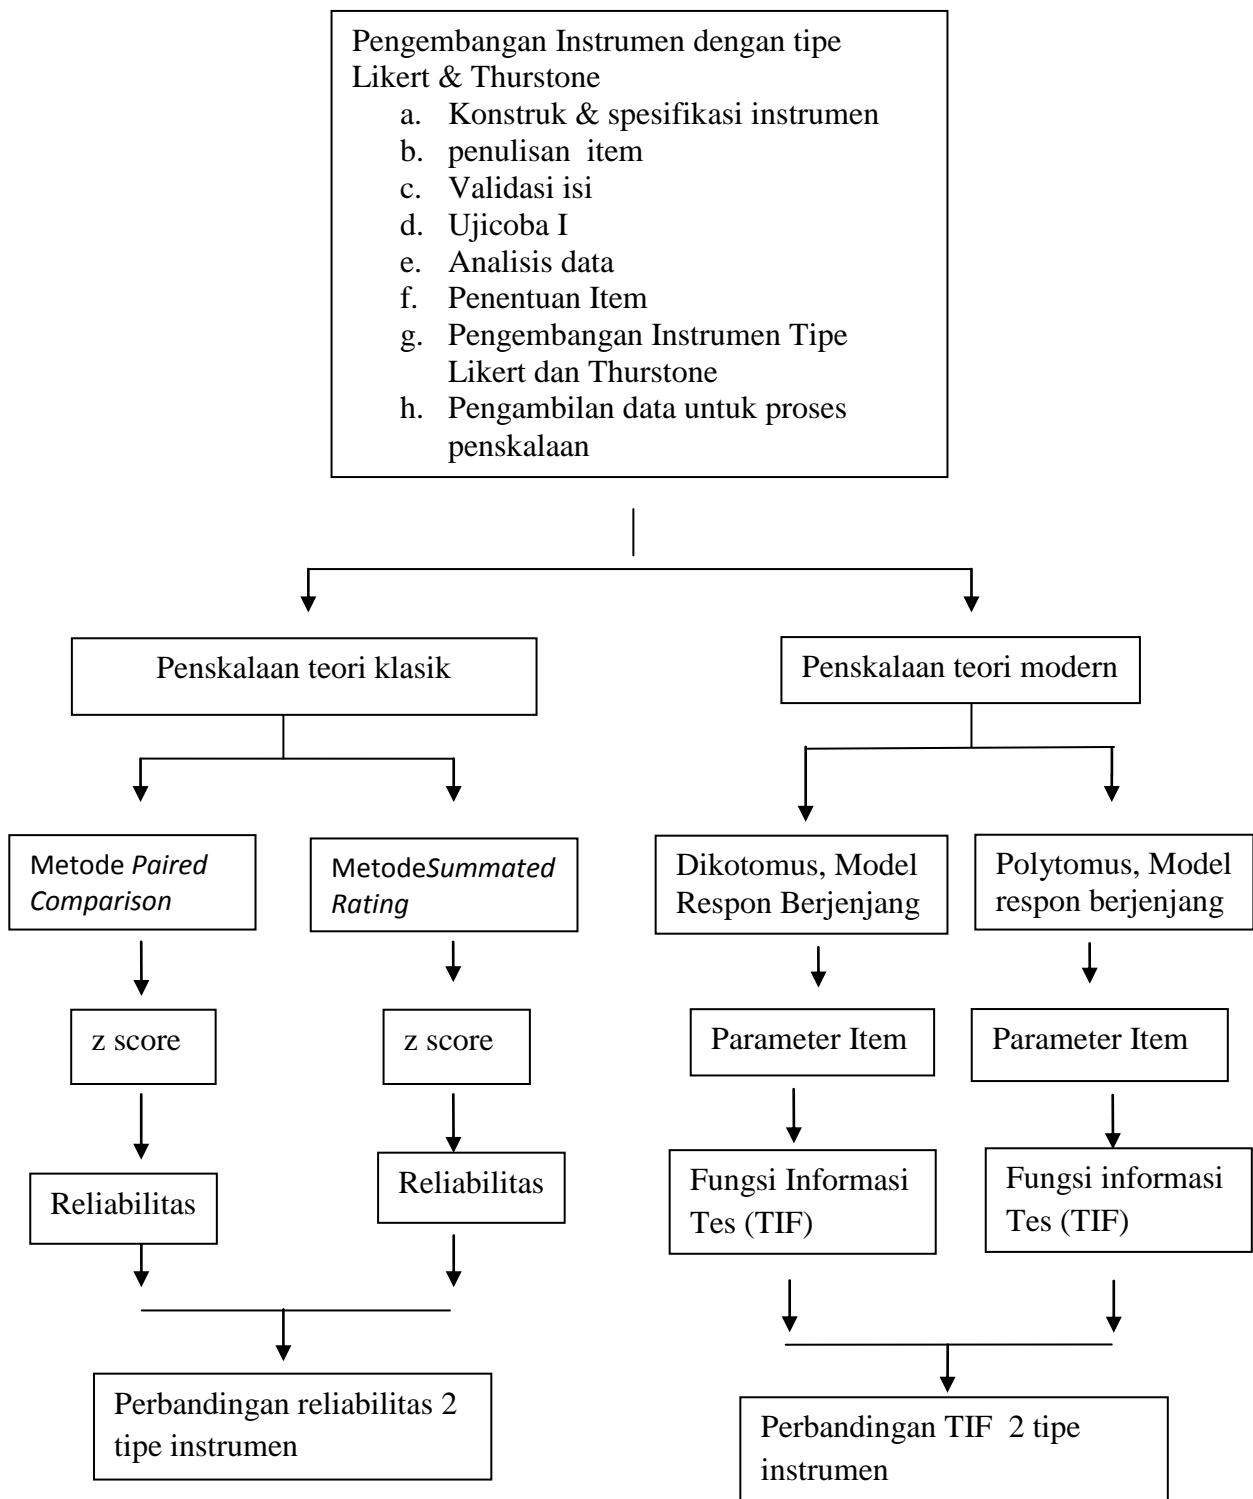 Pengembangan Instrumen dengan tipe
Likert & Thurstone
a. Konstruk & spesifikasi instrumen
b. penulisan item
c. Validasi isi
d. Ujicoba I
e. Analisis data
f. Penentuan Item
g. Pengembangan Instrumen Tipe
Likert dan Thurstone
h. Pengambilan data untuk proses
penskalaan
Penskalaan teori klasik
Penskalaan teori modern
Metode Paired
Comparison
MetodeSummated
Rating
Dikotomus, Model
Respon Berjenjang
Polytomus, Model
respon berjenjang
z score
z score
Parameter Item
Parameter Item
Reliabilitas
Reliabilitas
Fungsi Informasi
Tes (TIF)
Fungsi informasi
Tes (TIF)
Perbandingan reliabilitas 2
tipe instrumen
Perbandingan TIF 2 tipe
instrumen